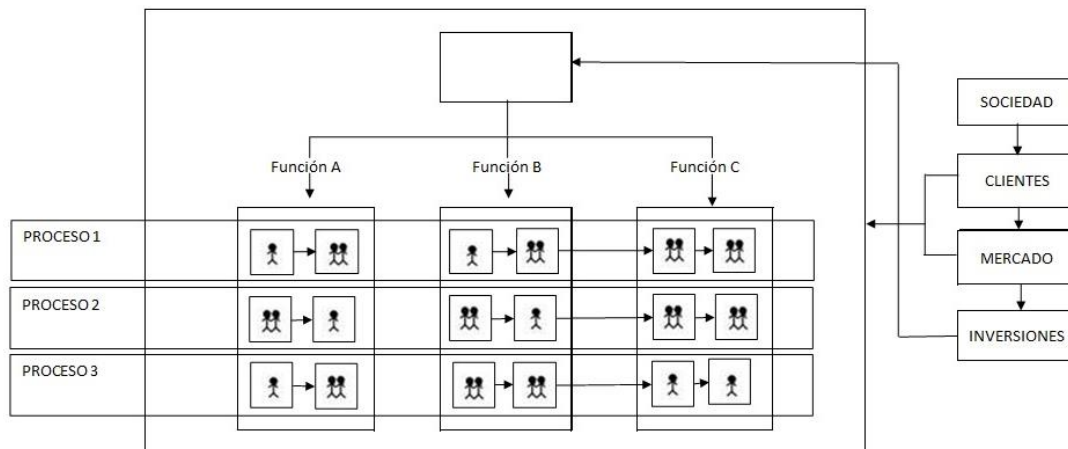 SOCIEDAD
Función A
Función B
Función C
CLIENTES
PROCESO 1
MERCADO
PROCESO 2
INVERSIONES
PROCESO 3